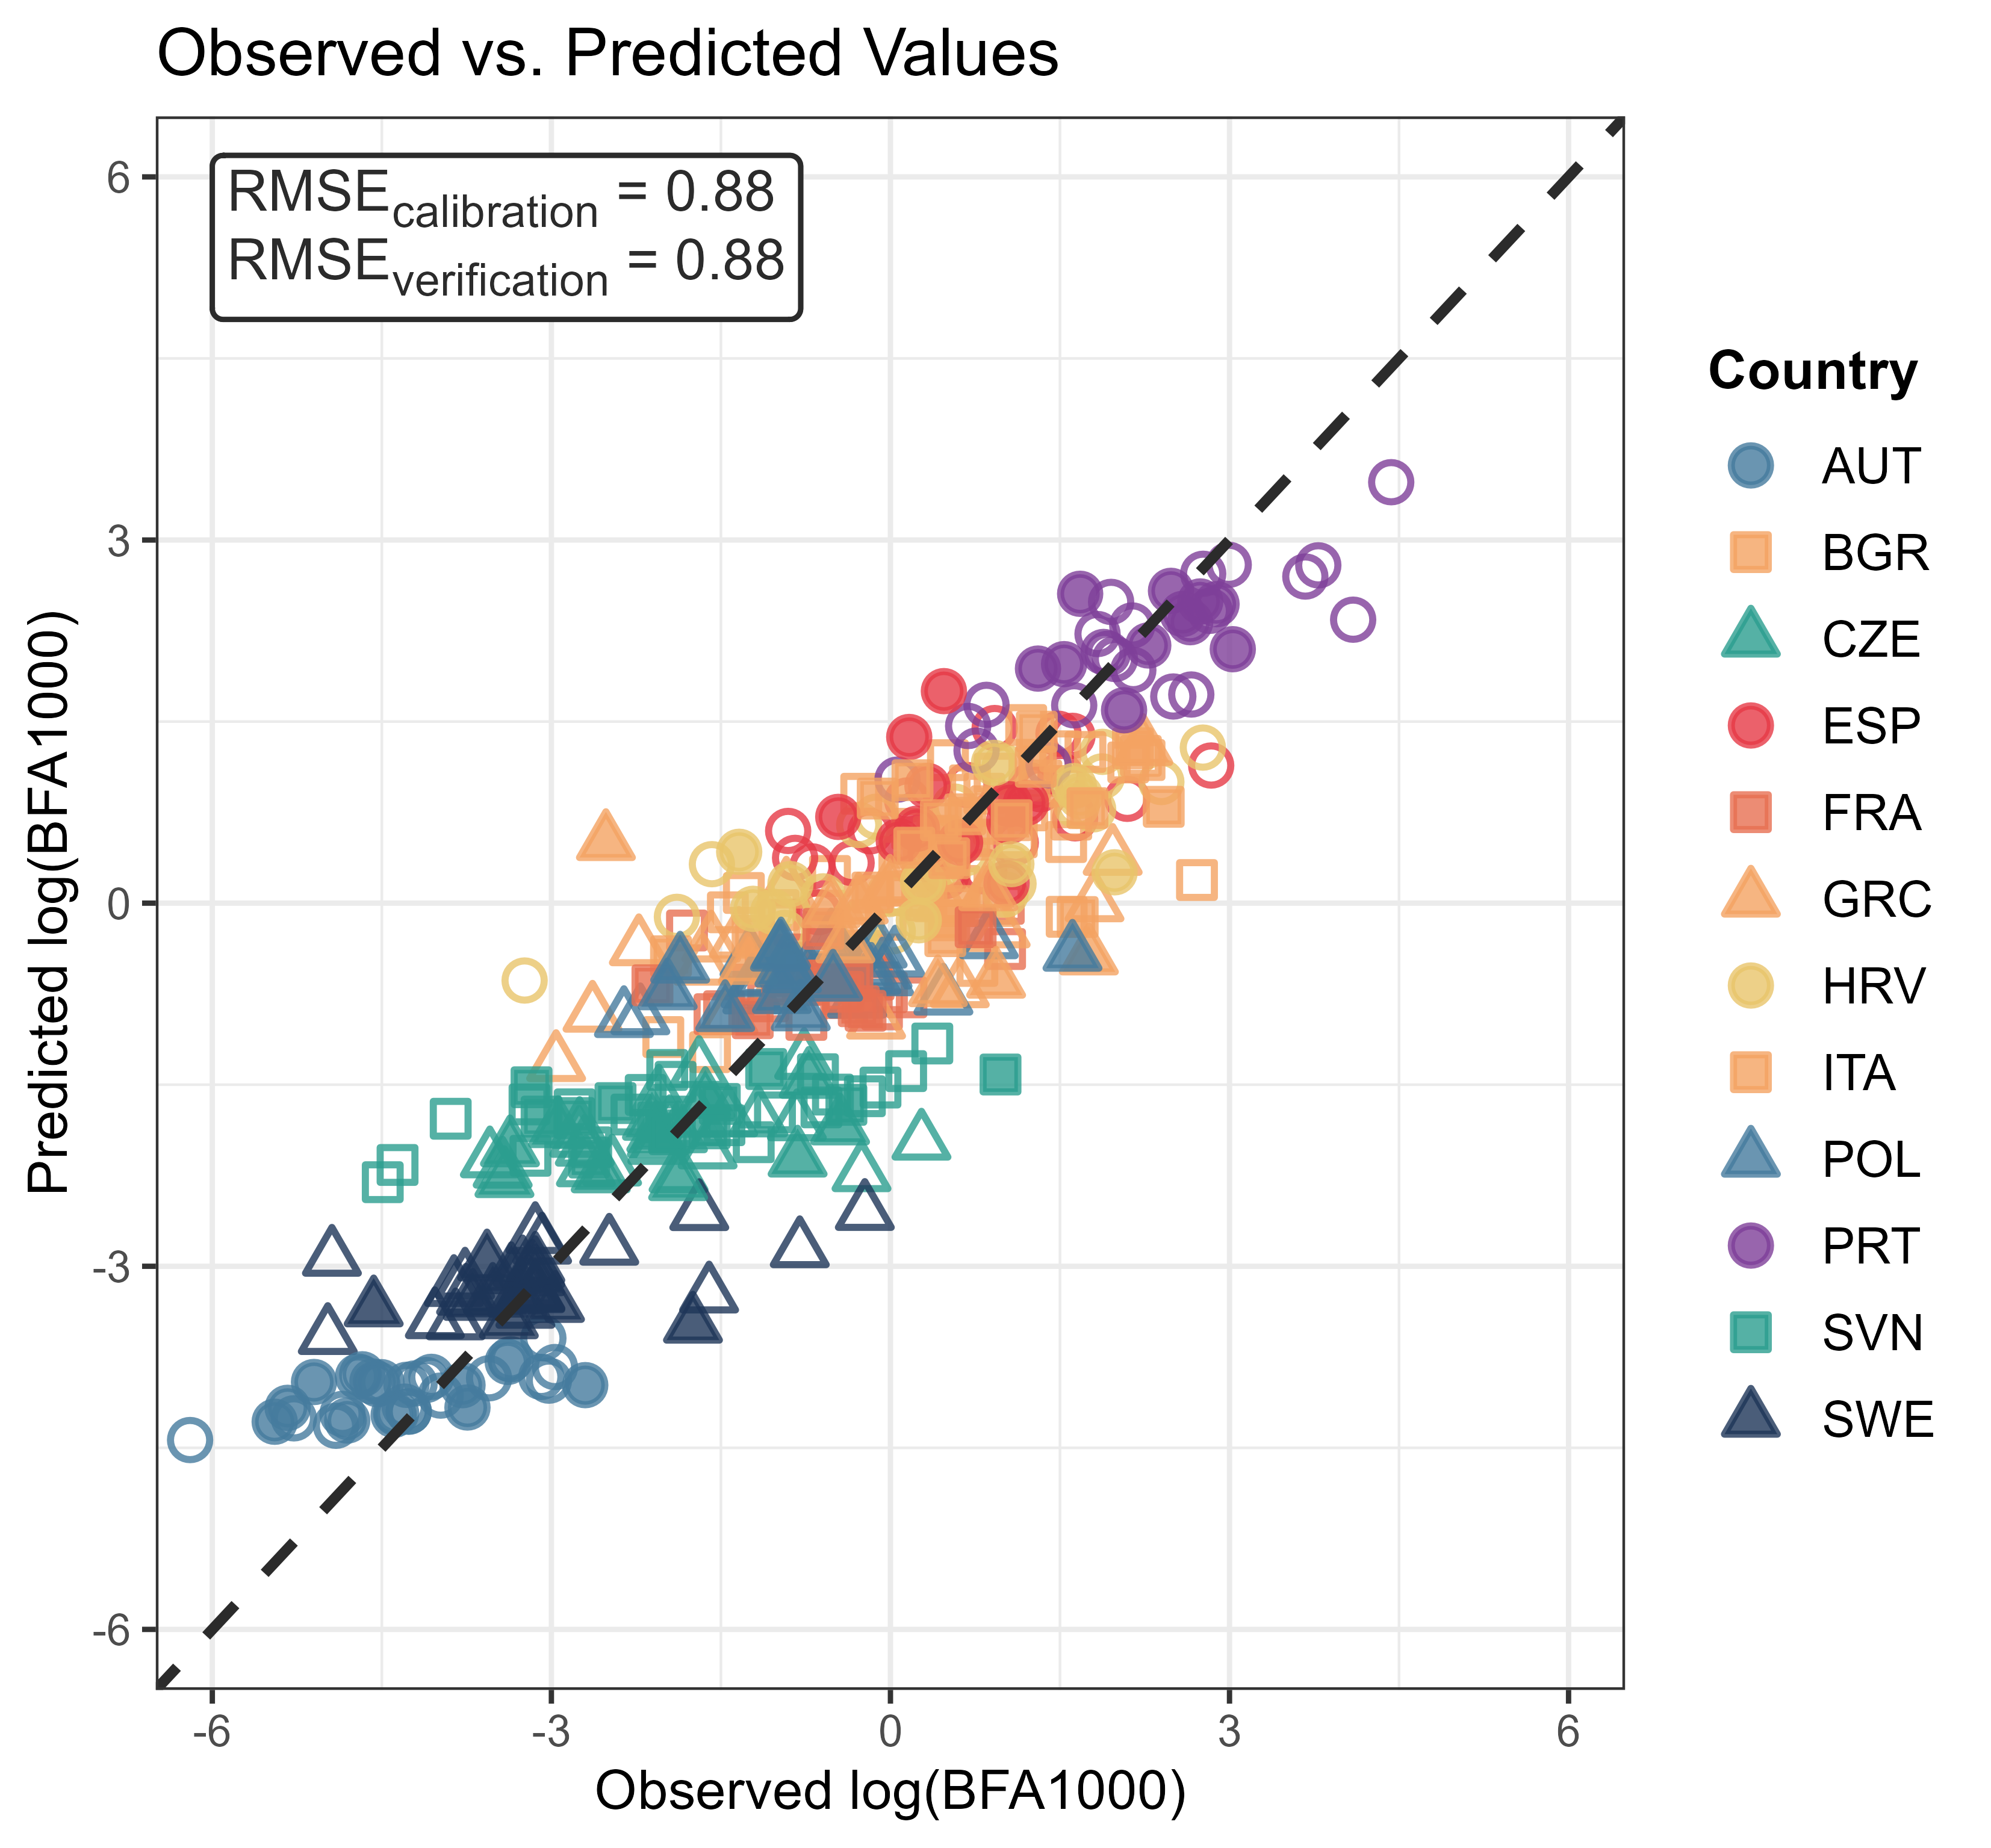 Observed vs. Predicted Values
RMSEcalibration = 0.88
RMSEverification = 0.88
6
3
0
-3
-6
Predicted log(BFA1000)
-6
-3
0
3
6
Observed log(BFA1000)
Country
AUT
BGR
CZE
ESP
FRA
GRC
HRV
ITA
POL
PRT
SVN
SWE